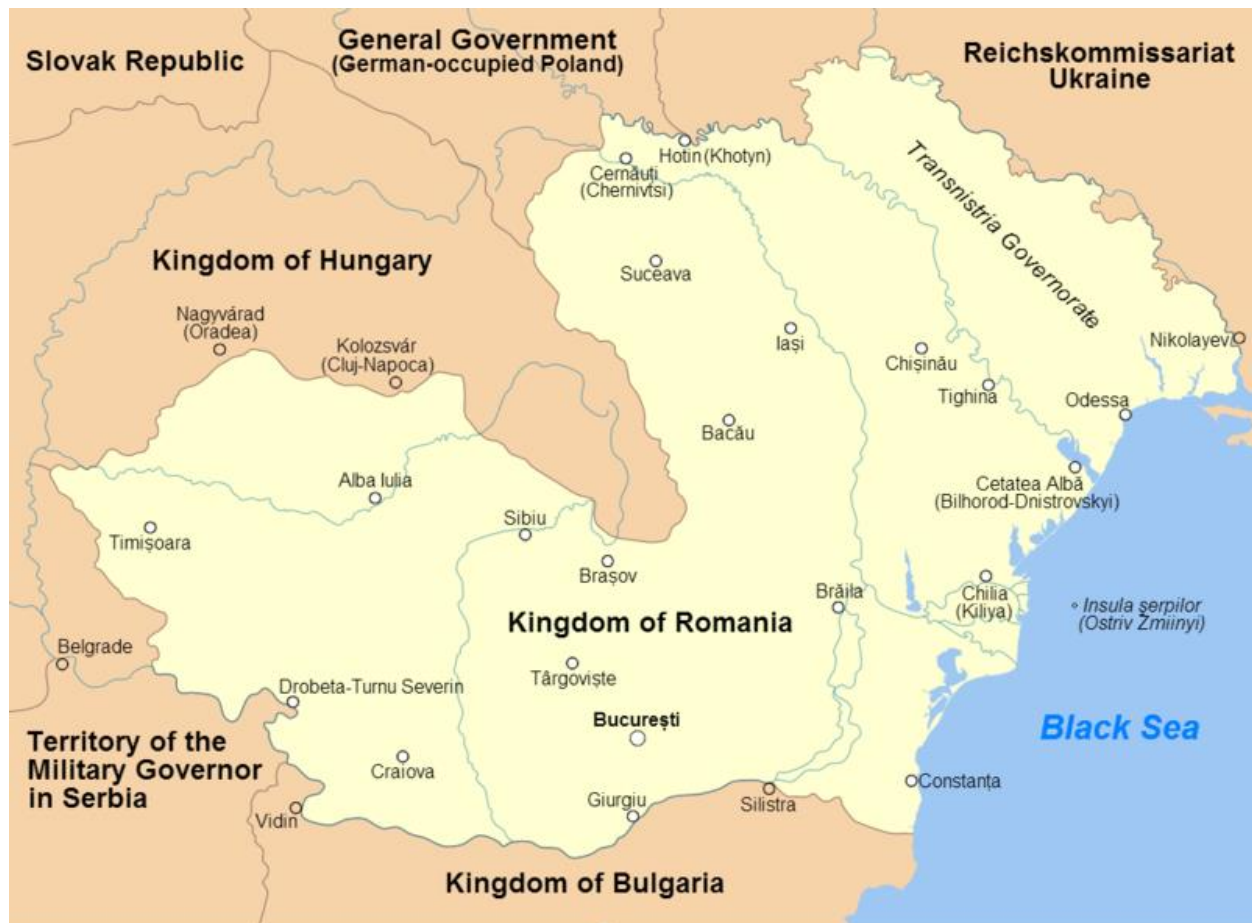 Slovak Republic
General Government
(German-occupied Poland)
Reichskommissariat
Ukraine
Hotin (Khotyn)
Cernăuți
(Chernivtsi)
Transnistria Governorate
Kingdom of Hungary
Suceava
Nagyvárad
(Oradea)
Kolozsvár
(Cluj-Napoca)
Iași
Chișinău
Nikolayev
Tighina
Odessa
Bacău
Alba Iulia
Cetatea Albă
(Bilhorod-Dnistrovskyi)
Sibiu
Timișoara
Brașov
Brăila
Chilia
(Kiliya)
Insula şerpilor
(Ostriv Zmiinyi)
Kingdom of Romania
Belgrade
Târgoviște
Drobeta-Turnu Severin
București
Black Sea
Territory of the
Military Governor
in Serbia
Craiova
Constanța
Giurgiu
Silistra
Vidin
Kingdom of Bulgaria